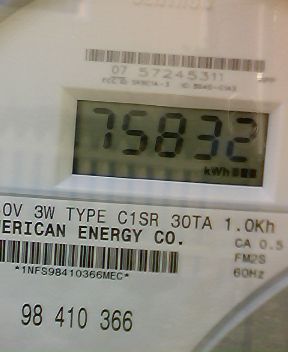 07 57245311
75832
kWh
0V 3W TYPE C1SR 30TA 1.0Kh
ERICAN ENERGY CO.
CA 0.5
*1NFS98410366MEC*
FM2S
60Hz
98 410 366